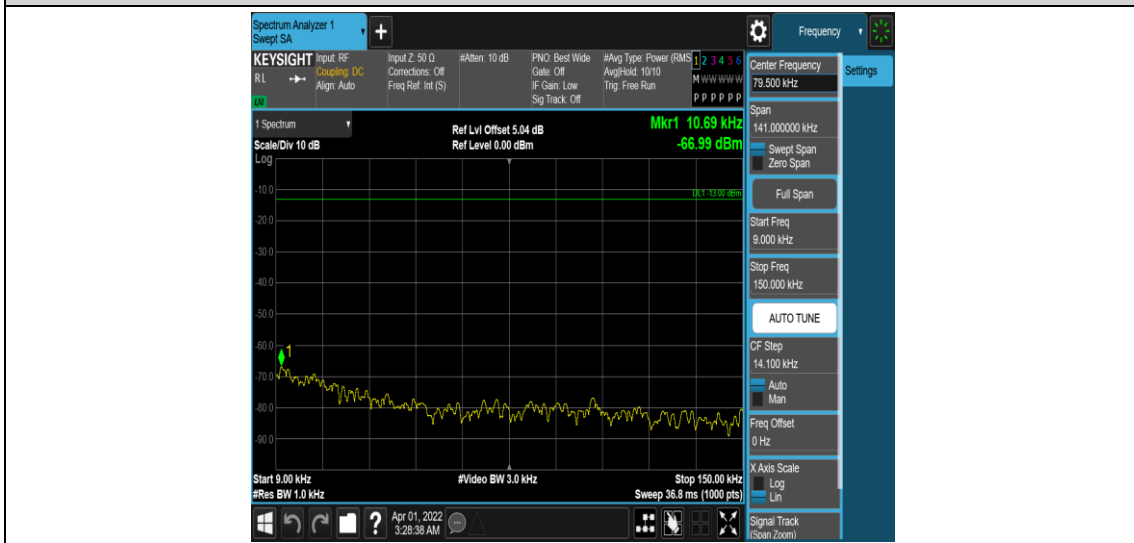 Spectrum Analyzer 1
Swept SA
+
Frequency
KEYSIGHT
RL
LXI
Input: RF
Coupling: DC
Align: Auto
Input Z: 50 Ω
Corrections: Off
Freq Ref: Int (S)
#Atten: 10 dB
PNO: Best Wide
Gate: Off
IF Gain: Low
Sig Track: Off
#Avg Type: Power (RMS
Avg|Hold: 10/10
Trig: Free Run
1 2 3 4 5 6
M W W W W W
P P P P P P
1 Spectrum
Scale/Div 10 dB
Log
Ref Lvl Offset 5.04 dB
Ref Level 0.00 dBm
Mkr1 10.69 kHz
-66.99 dBm
DL1 -13.00 dBm
-10.0
-20.0
-30.0
-40.0
-50.0
-60.0
1
-70.0
-80.0
-90.0
Start 9.00 kHz
#Res BW 1.0 kHz
#Video BW 3.0 kHz
Stop 150.00 kHz
Sweep 36.8 ms (1000 pts)
?
Apr 01, 2022
3:28:38 AM
Center Frequency
79.500 kHz
Span
141.000000 kHz
Swept Span
Zero Span
Full Span
Start Freq
9.000 kHz
Stop Freq
150.000 kHz
AUTO TUNE
CF Step
14.100 kHz
Auto
Man
Freq Offset
0 Hz
X Axis Scale
Log
Lin
Signal Track
(Span Zoom)
Settings